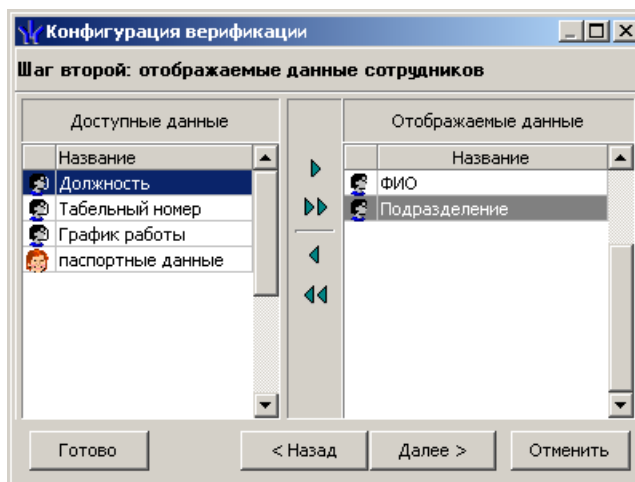 Конфигурация верификации
Шаг второй: отображаемые данные сотрудников
Доступные данные
Отображаемые данные
Название
Должность
Табельный номер
График работы
паспортные данные
Название
ФИО
Подразделение
Готово
< Назад
Далее >
Отменить